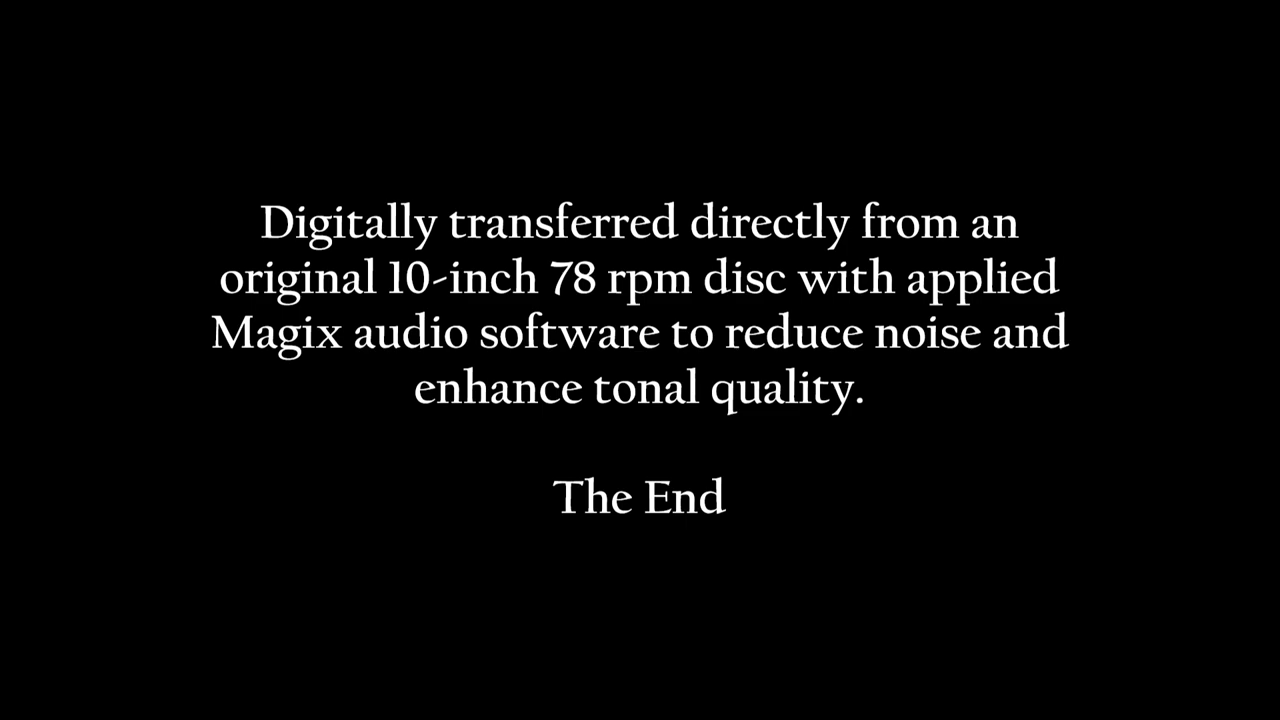 Digitally transferred directly from an
original 10-inch 78 rpm disc with applied
Magix audio software to reduce noise and
enhance tonal quality.
The End